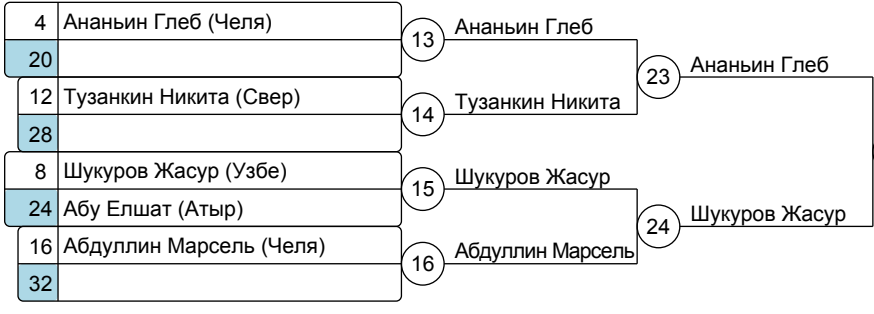 4 Ананьин Глеб (Челя)
20
12 Тузанкин Никита (Свер)
28
8 Шукуров Жасур (Узбе)
24 Абу Елшат (Атыр)
16 Абдуллин Марсель (Челя)
32
13 Ананьин Глеб
14 Тузанкин Никита
15 Шукуров Жасур
16 Абдуллин Марсель
23 Ананьин Глеб
24 Шукуров Жасур